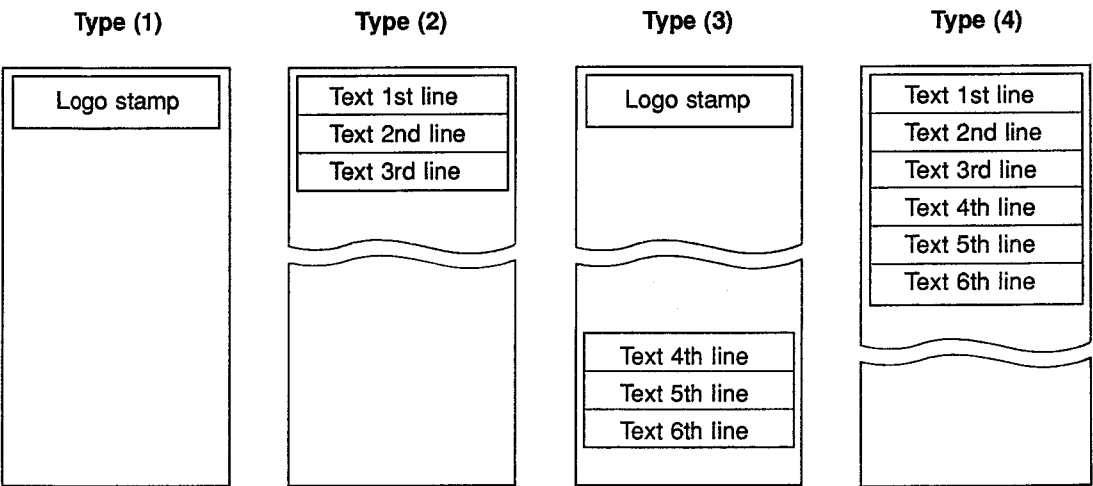 Type (1)
Logo stamp
Type (2)
Text 1st line
Text 2nd line
Text 3rd line
Type (3)
Logo stamp
Text 4th line
Text 5th line
Text 6th line
Type (4)
Text 1st line
Text 2nd line
Text 3rd line
Text 4th line
Text 5th line
Text 6th line